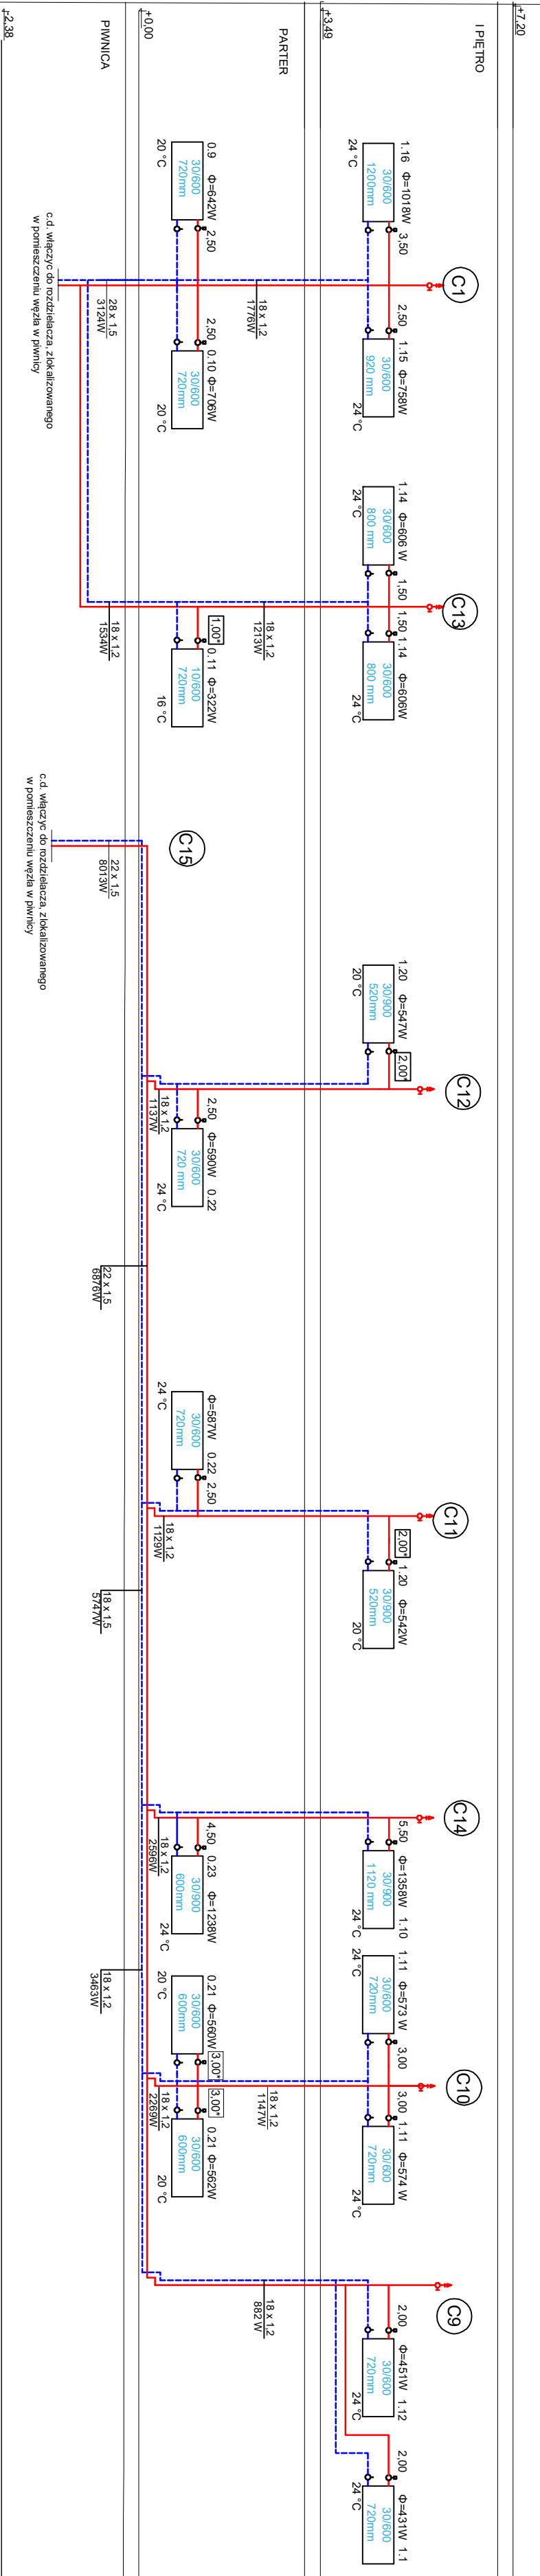 +7,20
I PIĘTRO
+3,49
PARTER
+0,00
PIWNICA
-2,38
C1
C13
C15
C12
C11
C14
C10
C9
1.16 Φ=1018W
30/600
1200mm
24 °C
3,50
2,50
1.15 Φ=758W
30/600
920 mm
24 °C
1.14 Φ=606 W
30/600
800 mm
24 °C
1,50
1,50
1.14 Φ=606W
30/600
800 mm
24 °C
1.20 Φ=547W
30/900
520mm
20 °C
2,00*
2,00*
1.20 Φ=542W
30/900
520mm
20 °C
5,50 Φ=1358W 1.10
30/900
1120 mm
24 °C
1.11 Φ=573 W
30/600
720mm
24 °C
3,00
3,00
1.11 Φ=574 W
30/600
720mm
24 °C
2,00 Φ=451W 1.12
30/600
720mm
24 °C
2,00 Φ=431W 1.1
30/600
720mm
24 °C
18 x 1,2
1776W
18 x 1,2
1213W
18 x 1,2
1147W
18 x 1,2
882 W
0.9 Φ=642W
30/600
720mm
20 °C
2,50
2,50
0.10 Φ=706W
30/600
720mm
20 °C
1,00*
0.11 Φ=322W
10/600
720mm
16 °C
2,50 Φ=590W 0.22
30/600
720 mm
24 °C
Φ=587W 0.22 2,50
30/600
720mm
24 °C
4,50 0.23 Φ=1238W
30/900
600mm
24 °C
0.21 Φ=560W
30/600
600mm
20 °C
3,00*
3,00*
0.21 Φ=562W
30/600
600mm
20 °C
28 x 1,5
3124W
18 x 1,2
1534W
22 x 1,5
8013W
18 x 1,2
1137W
22 x 1,5
6876W
18 x 1,2
1129W
18 x 1,5
5747W
18 x 1,2
2596W
18 x 1,2
3463W
18 x 1,2
2269W
c.d. włączyć do rozdzielacza, zlokalizowanego
w pomieszczeniu węzła w piwnicy
c.d. włączyć do rozdzielacza, zlokalizowanego
w pomieszczeniu węzła w piwnicy